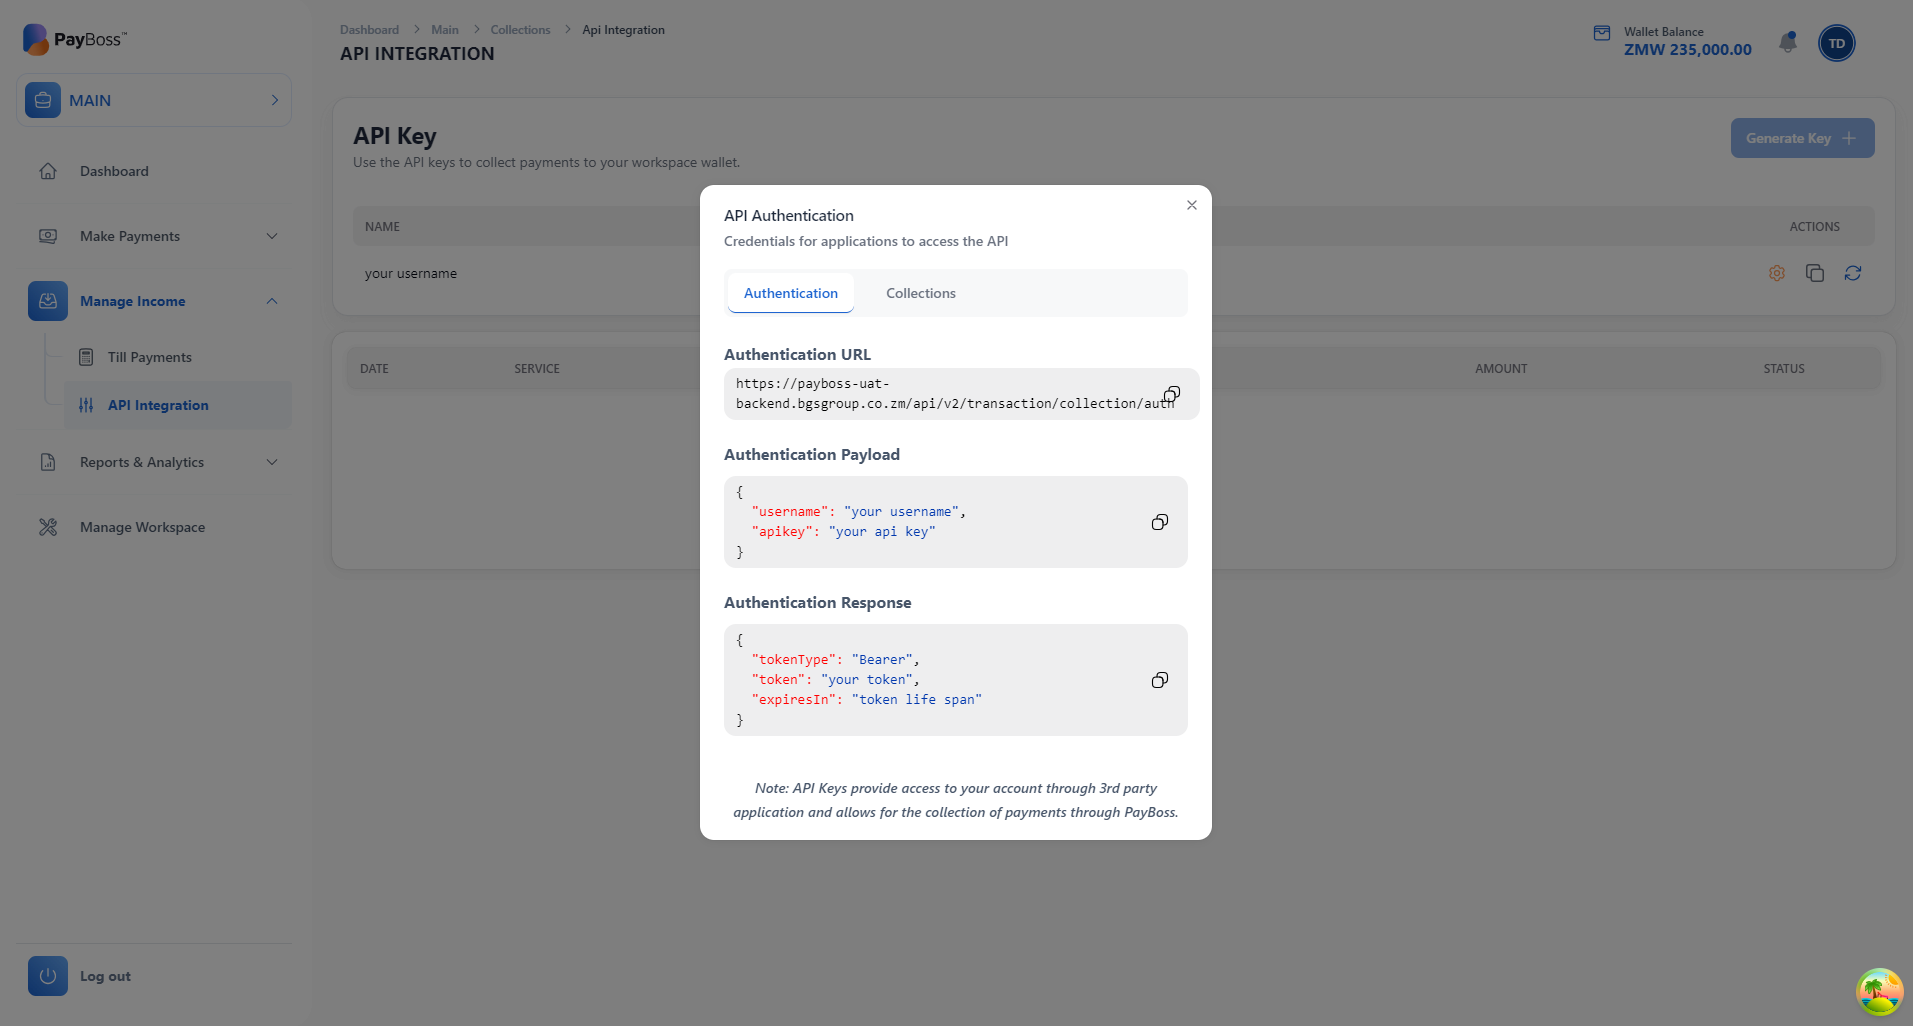 PayBoss™
MAIN
Dashboard
Make Payments
Manage Income
Till Payments
API Integration
Reports & Analytics
Manage Workspace
Log out
Dashboard > Main > Collections > Api Integration
API INTEGRATION
Wallet Balance
ZMW 235,000.00
TD
API Key
Use the API keys to collect payments to your workspace wallet.
Generate Key
NAME ACTIONS
your username
DATE SERVICE AMOUNT STATUS
API Authentication
Credentials for applications to access the API
Authentication Collections
Authentication URL
https://payboss-uat-
backend.bgsgroup.co.zm/api/v2/transaction/collection/auth
Authentication Payload
{
"username": "your username",
"apikey": "your api key"
}
Authentication Response
{
"tokenType": "Bearer",
"token": "your token",
"expiresIn": "token life span"
}
Note: API Keys provide access to your account through 3rd party
application and allows for the collection of payments through PayBoss.